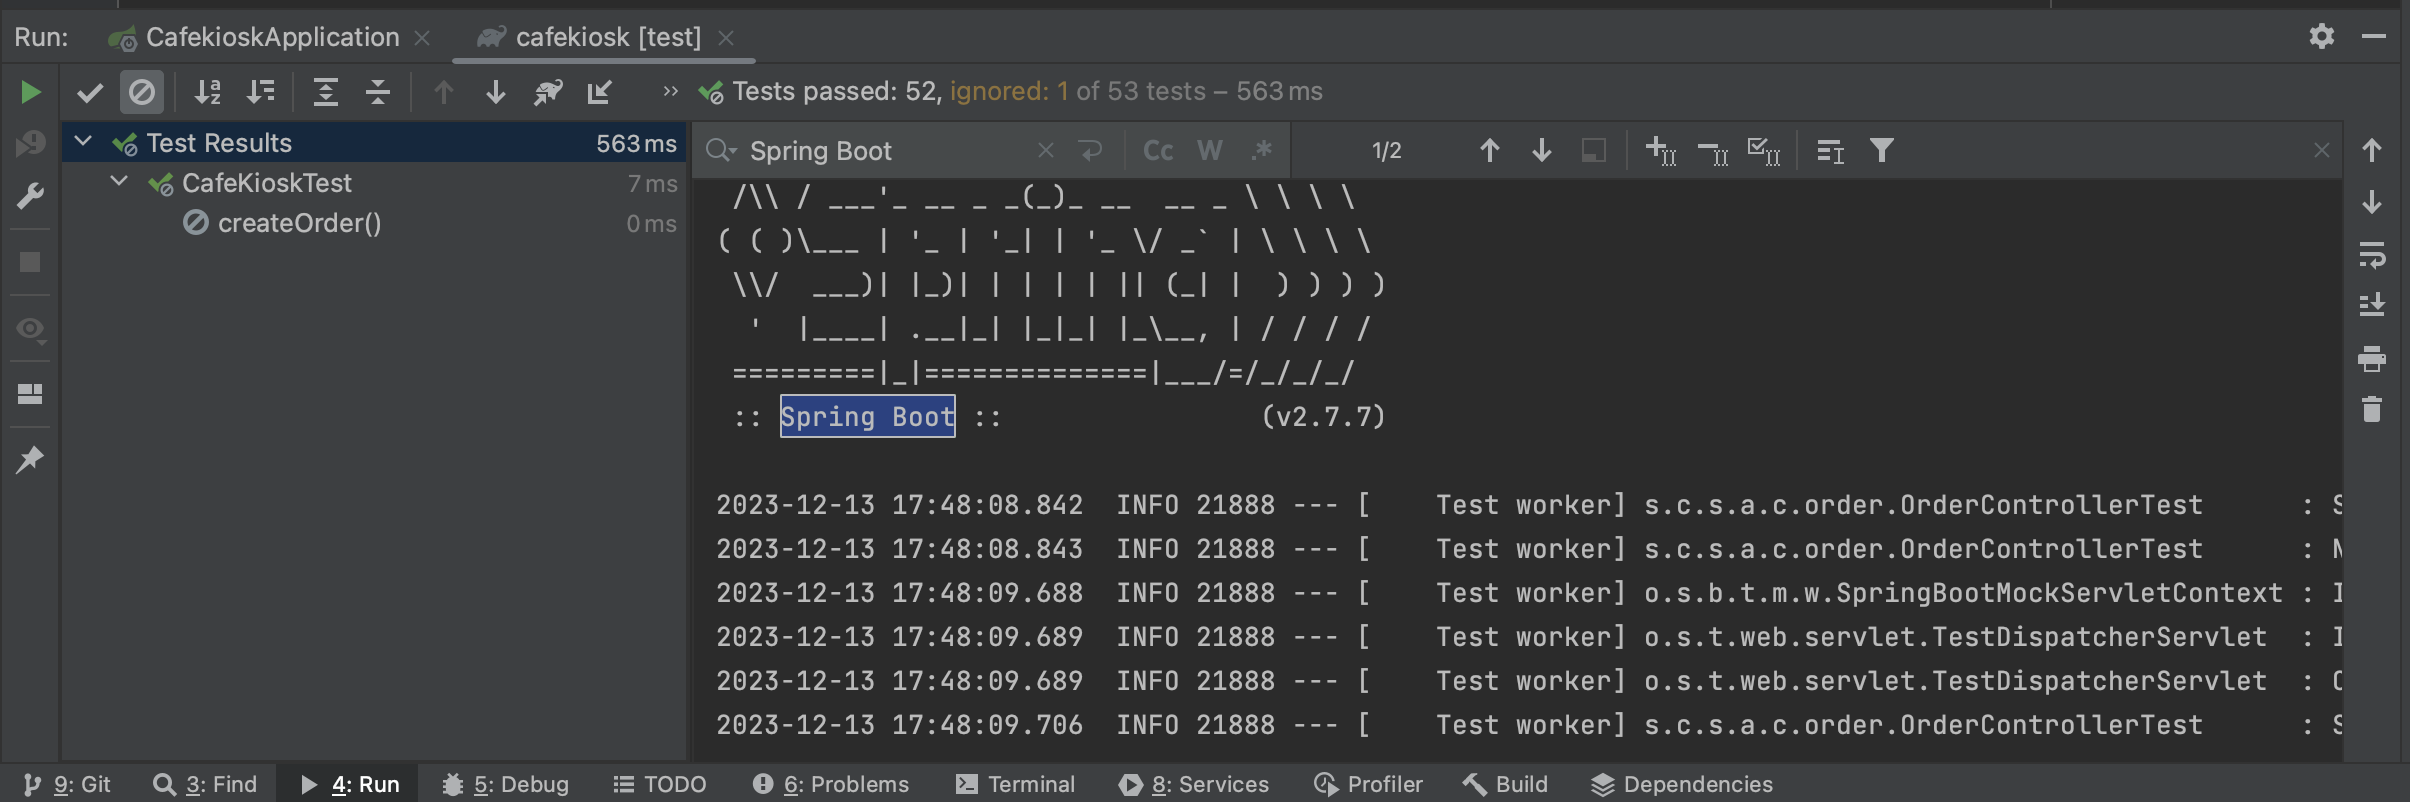 Run: CafekioskApplication cafekiosk [test]
Tests passed: 52, ignored: 1 of 53 tests – 563 ms
Test Results 563 ms
CafeKioskTest 7 ms
createOrder() 0 ms
Spring Boot Cc W .* 1/2
 /\\ / ___'_ __ _ _(_)_ __  __ _ \ \ \ \
( ( )\___ | '_ | '_| | '_ \/ _` | \ \ \ \
 \\/  ___)| |_)| | | | | || (_| |  ) ) ) )
  '  |____| .__|_| |_|_| |_\__, | / / / /
 =========|_|==============|___/=/_/_/_/
 :: Spring Boot ::                (v2.7.7)
2023-12-13 17:48:08.842  INFO 21888 --- [    Test worker] s.c.s.a.c.order.OrderControllerTest      : S
2023-12-13 17:48:08.843  INFO 21888 --- [    Test worker] s.c.s.a.c.order.OrderControllerTest      :
2023-12-13 17:48:09.688  INFO 21888 --- [    Test worker] o.s.b.t.m.w.SpringBootMockServletContext : I
2023-12-13 17:48:09.689  INFO 21888 --- [    Test worker] o.s.t.web.servlet.TestDispatcherServlet  : I
2023-12-13 17:48:09.689  INFO 21888 --- [    Test worker] o.s.t.web.servlet.TestDispatcherServlet  :
2023-12-13 17:48:09.706  INFO 21888 --- [    Test worker] s.c.s.a.c.order.OrderControllerTest      : S
9: Git 3: Find 4: Run 5: Debug TODO 6: Problems Terminal 8: Services Profiler Build Dependencies